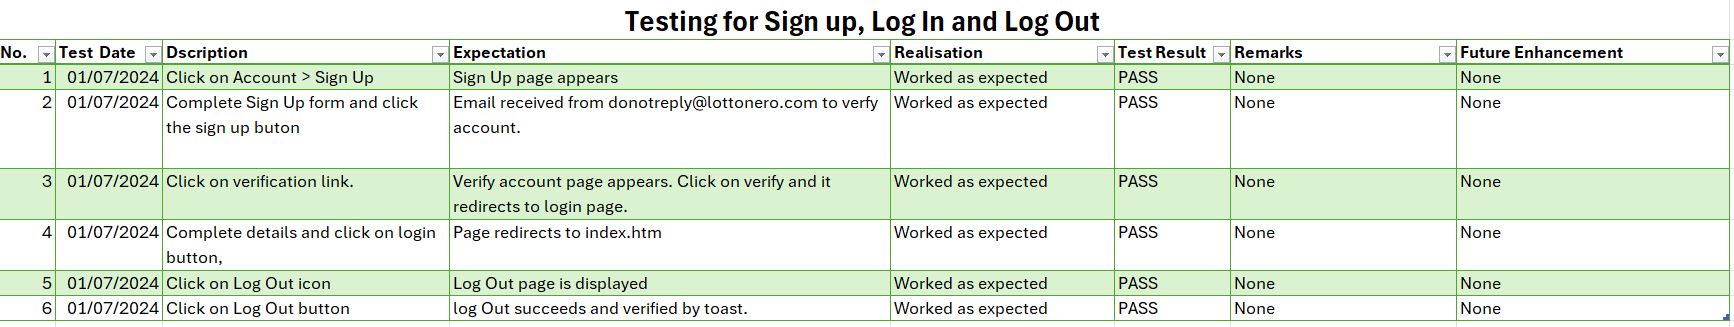 Testing for Sign up, Log In and Log Out
No. Test Date Dscription Expectation Realisation Test Result Remarks Future Enhancement
1 01/07/2024 Click on Account > Sign Up Sign Up page appears Worked as expected PASS None None
2 01/07/2024 Complete Sign Up form and click Email received from donotreply@lottonero.com to verfy Worked as expected PASS None None
the sign up buton account.
3 01/07/2024 Click on verification link. Verify account page appears. Click on verify and it Worked as expected PASS None None
redirects to login page.
4 01/07/2024 Complete details and click on login Page redirects to index.htm Worked as expected PASS None None
button,
5 01/07/2024 Click on Log Out icon Log Out page is displayed Worked as expected PASS None None
6 01/07/2024 Click on Log Out button log Out succeeds and verified by toast. Worked as expected PASS None None